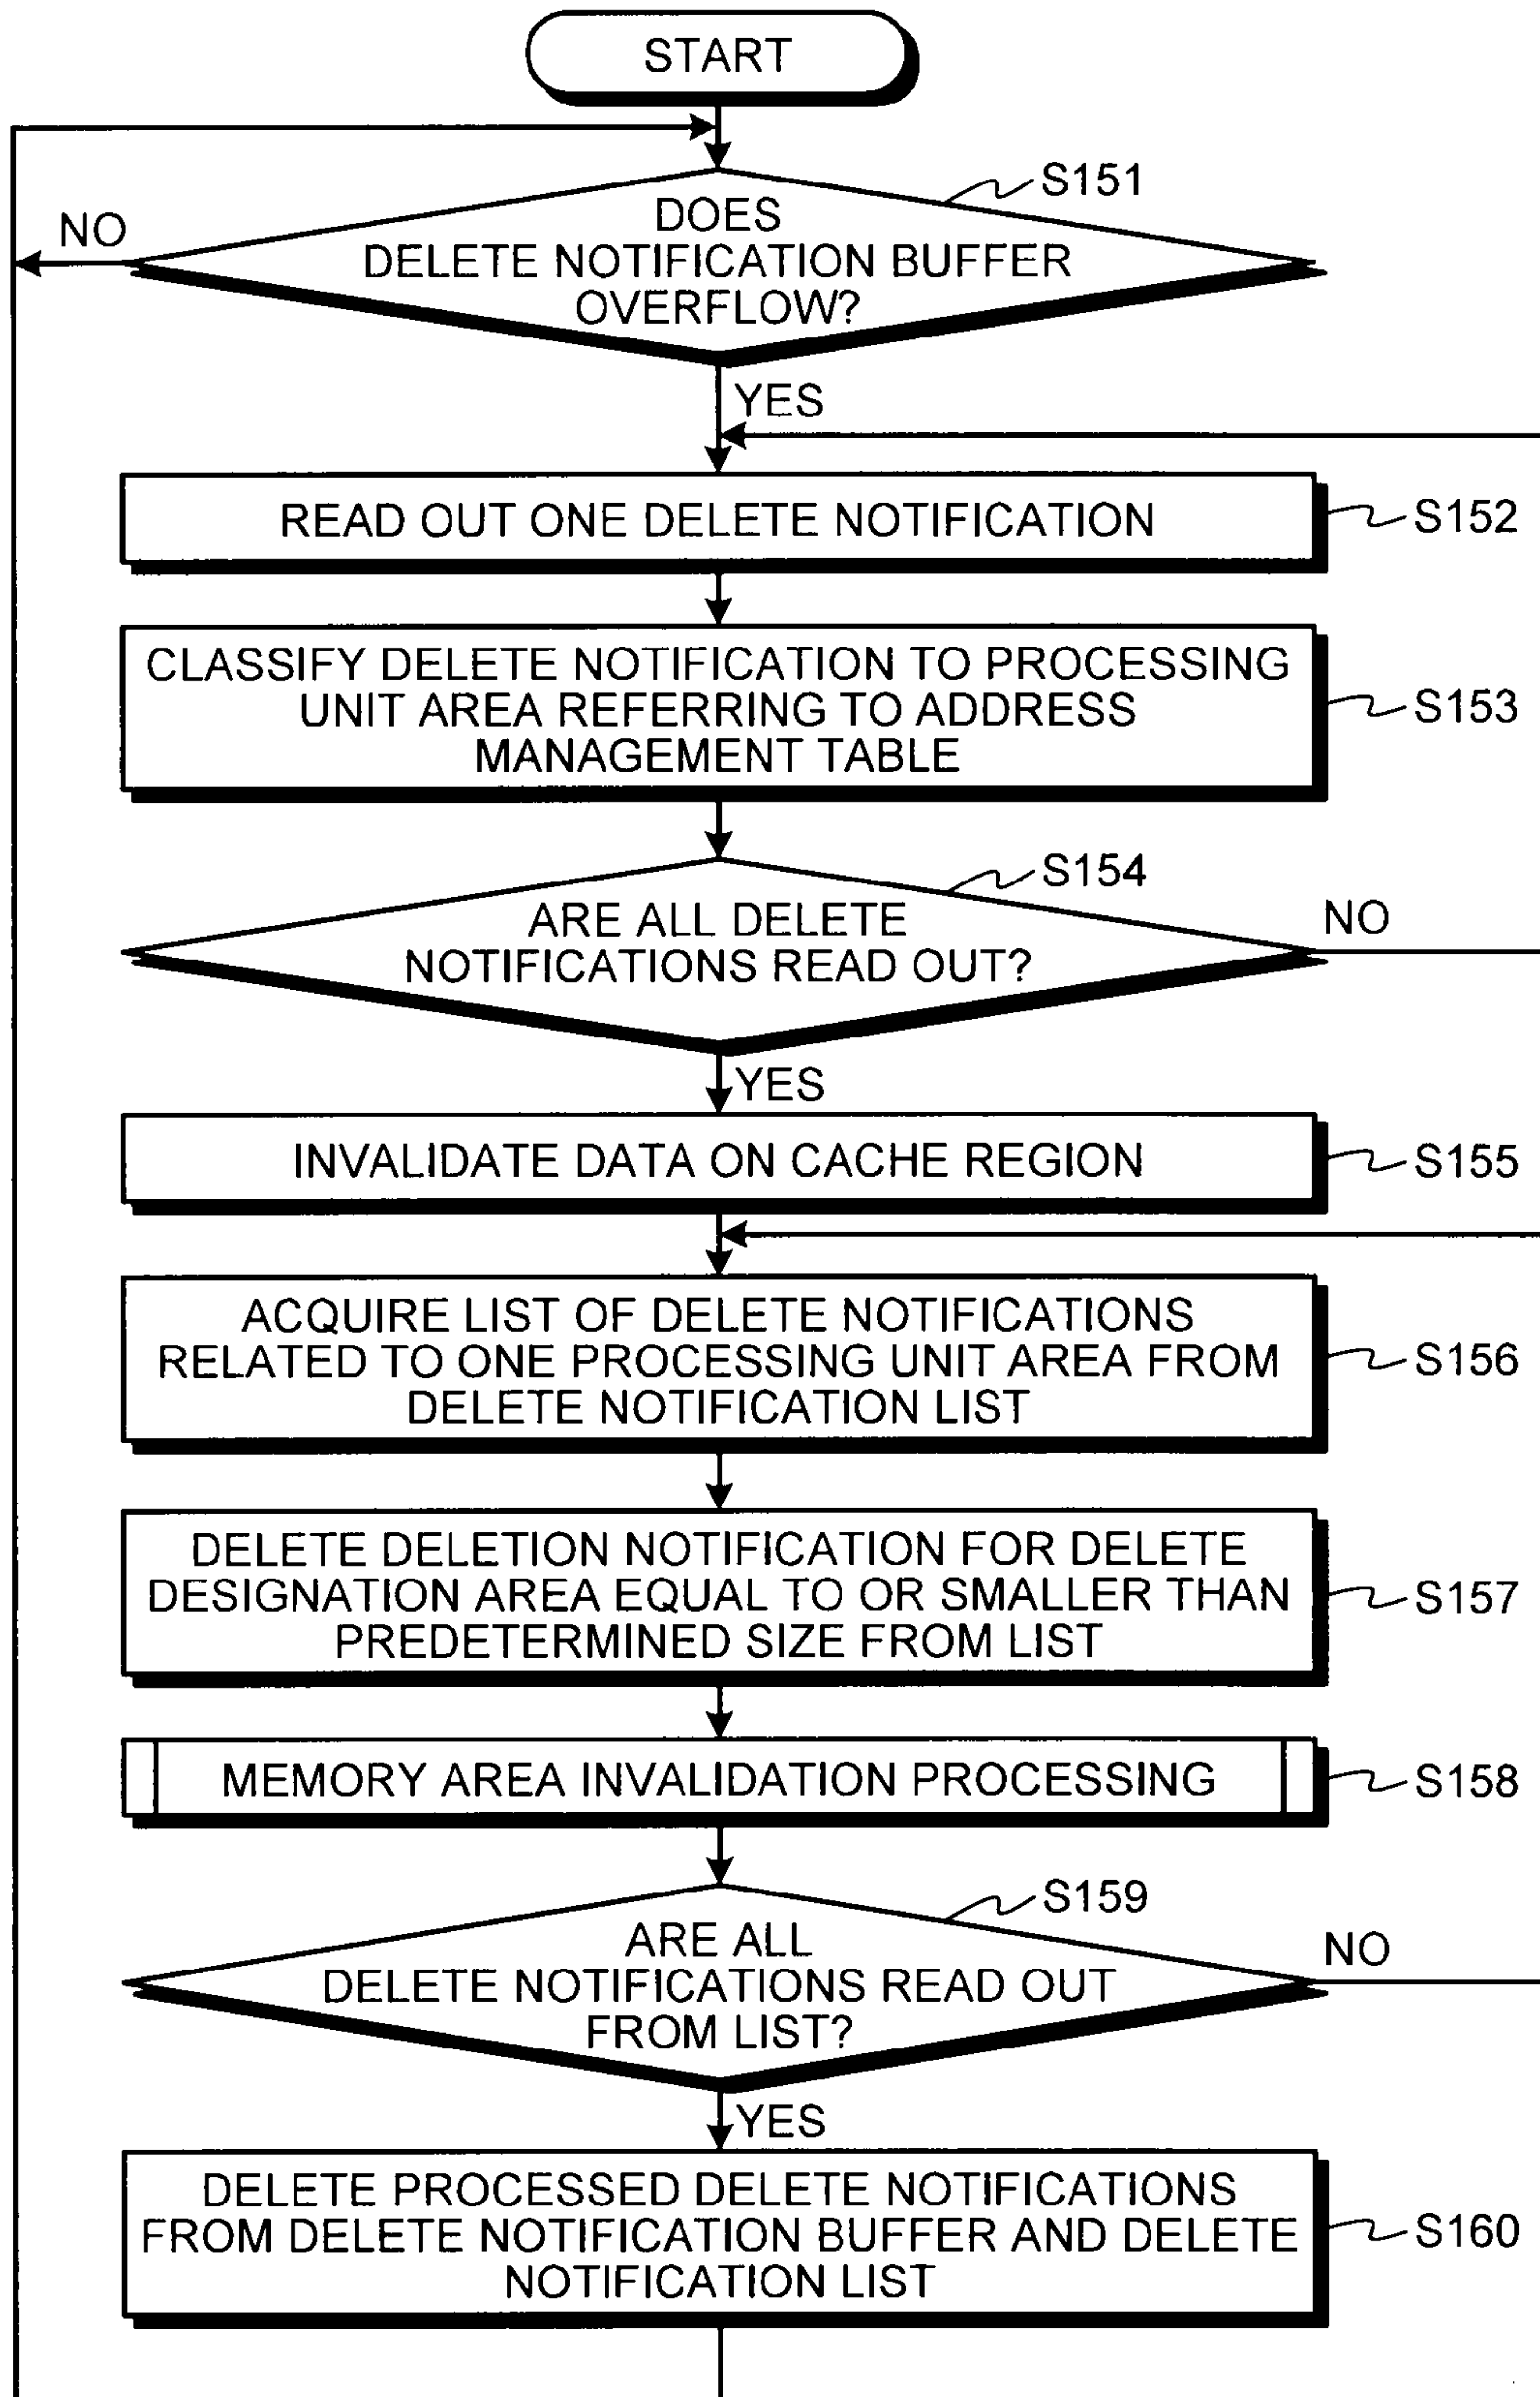 START
S151
NO
DOES
DELETE NOTIFICATION BUFFER
OVERFLOW?
YES
READ OUT ONE DELETE NOTIFICATION
S152
CLASSIFY DELETE NOTIFICATION TO PROCESSING
UNIT AREA REFERRING TO ADDRESS
MANAGEMENT TABLE
S153
S154
ARE ALL DELETE
NOTIFICATIONS READ OUT?
NO
YES
INVALIDATE DATA ON CACHE REGION
S155
ACQUIRE LIST OF DELETE NOTIFICATIONS
RELATED TO ONE PROCESSING UNIT AREA FROM
DELETE NOTIFICATION LIST
S156
DELETE DELETION NOTIFICATION FOR DELETE
DESIGNATION AREA EQUAL TO OR SMALLER THAN
PREDETERMINED SIZE FROM LIST
S157
MEMORY AREA INVALIDATION PROCESSING
S158
S159
ARE ALL
DELETE NOTIFICATIONS READ OUT
FROM LIST?
NO
YES
DELETE PROCESSED DELETE NOTIFICATIONS
FROM DELETE NOTIFICATION BUFFER AND DELETE
NOTIFICATION LIST
S160